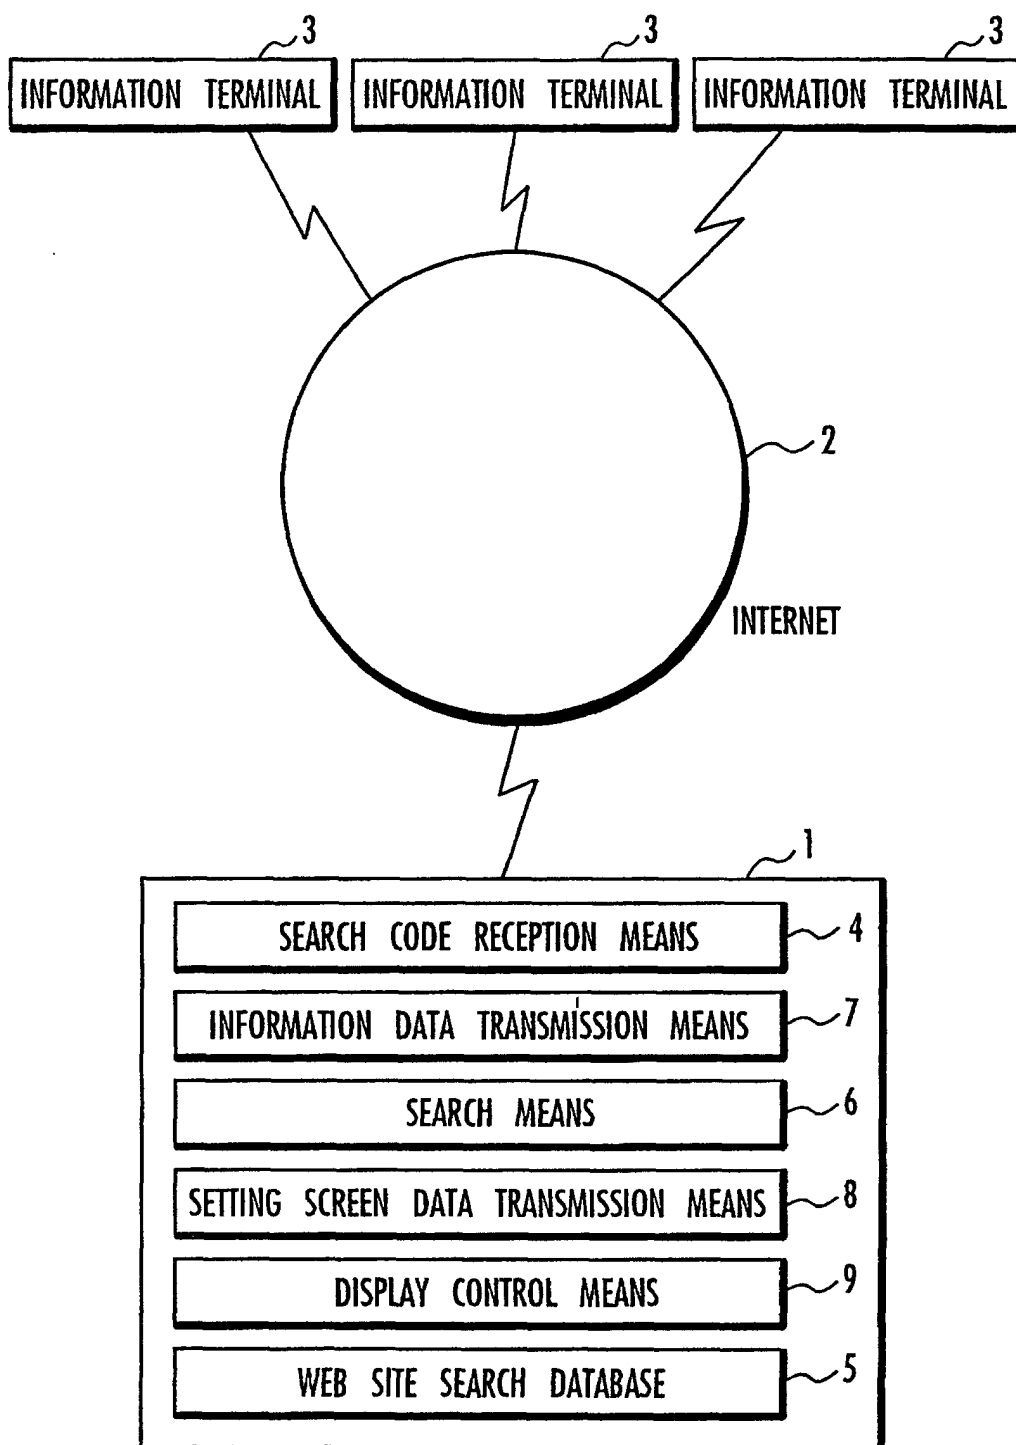 3 3 3
INFORMATION TERMINAL INFORMATION TERMINAL INFORMATION TERMINAL
2
INTERNET
1
SEARCH CODE RECEPTION MEANS 4
INFORMATION DATA TRANSMISSION MEANS 7
SEARCH MEANS 6
SETTING SCREEN DATA TRANSMISSION MEANS 8
DISPLAY CONTROL MEANS 9
WEB SITE SEARCH DATABASE 5